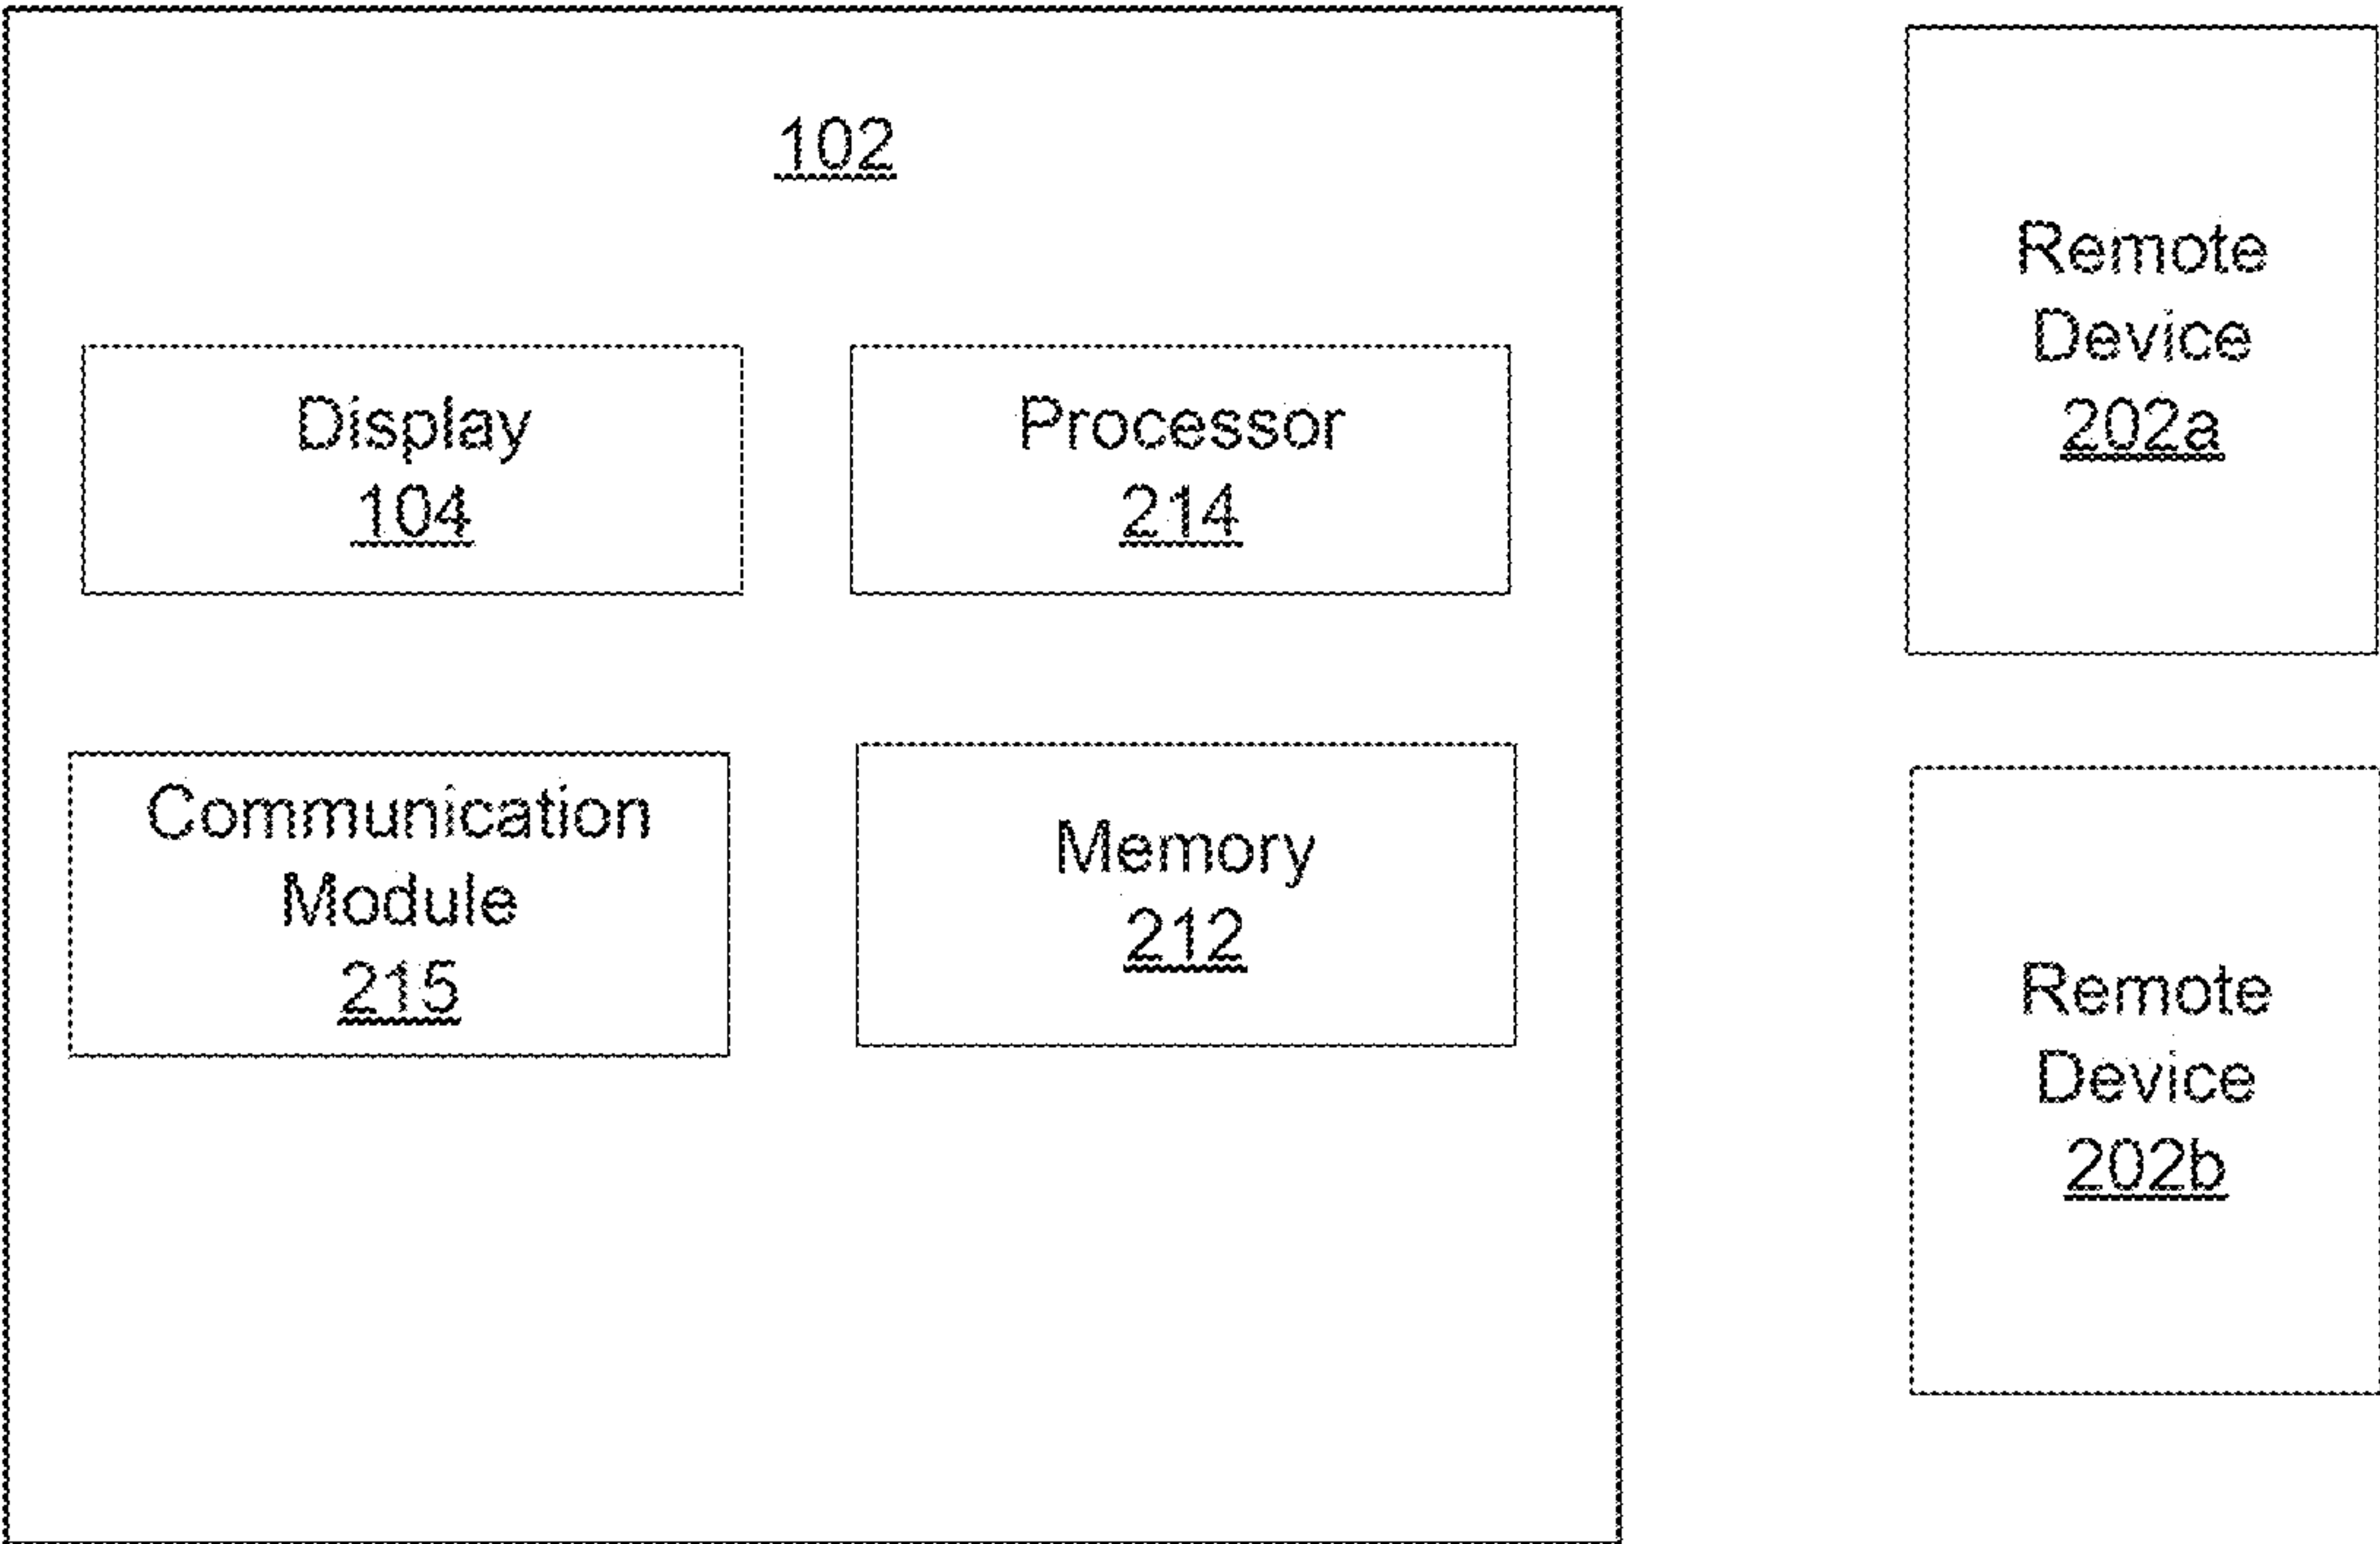 102
Display
104
Processor
214
Communication
Module
215
Memory
212
Remote
Device
202a
Remote
Device
202b